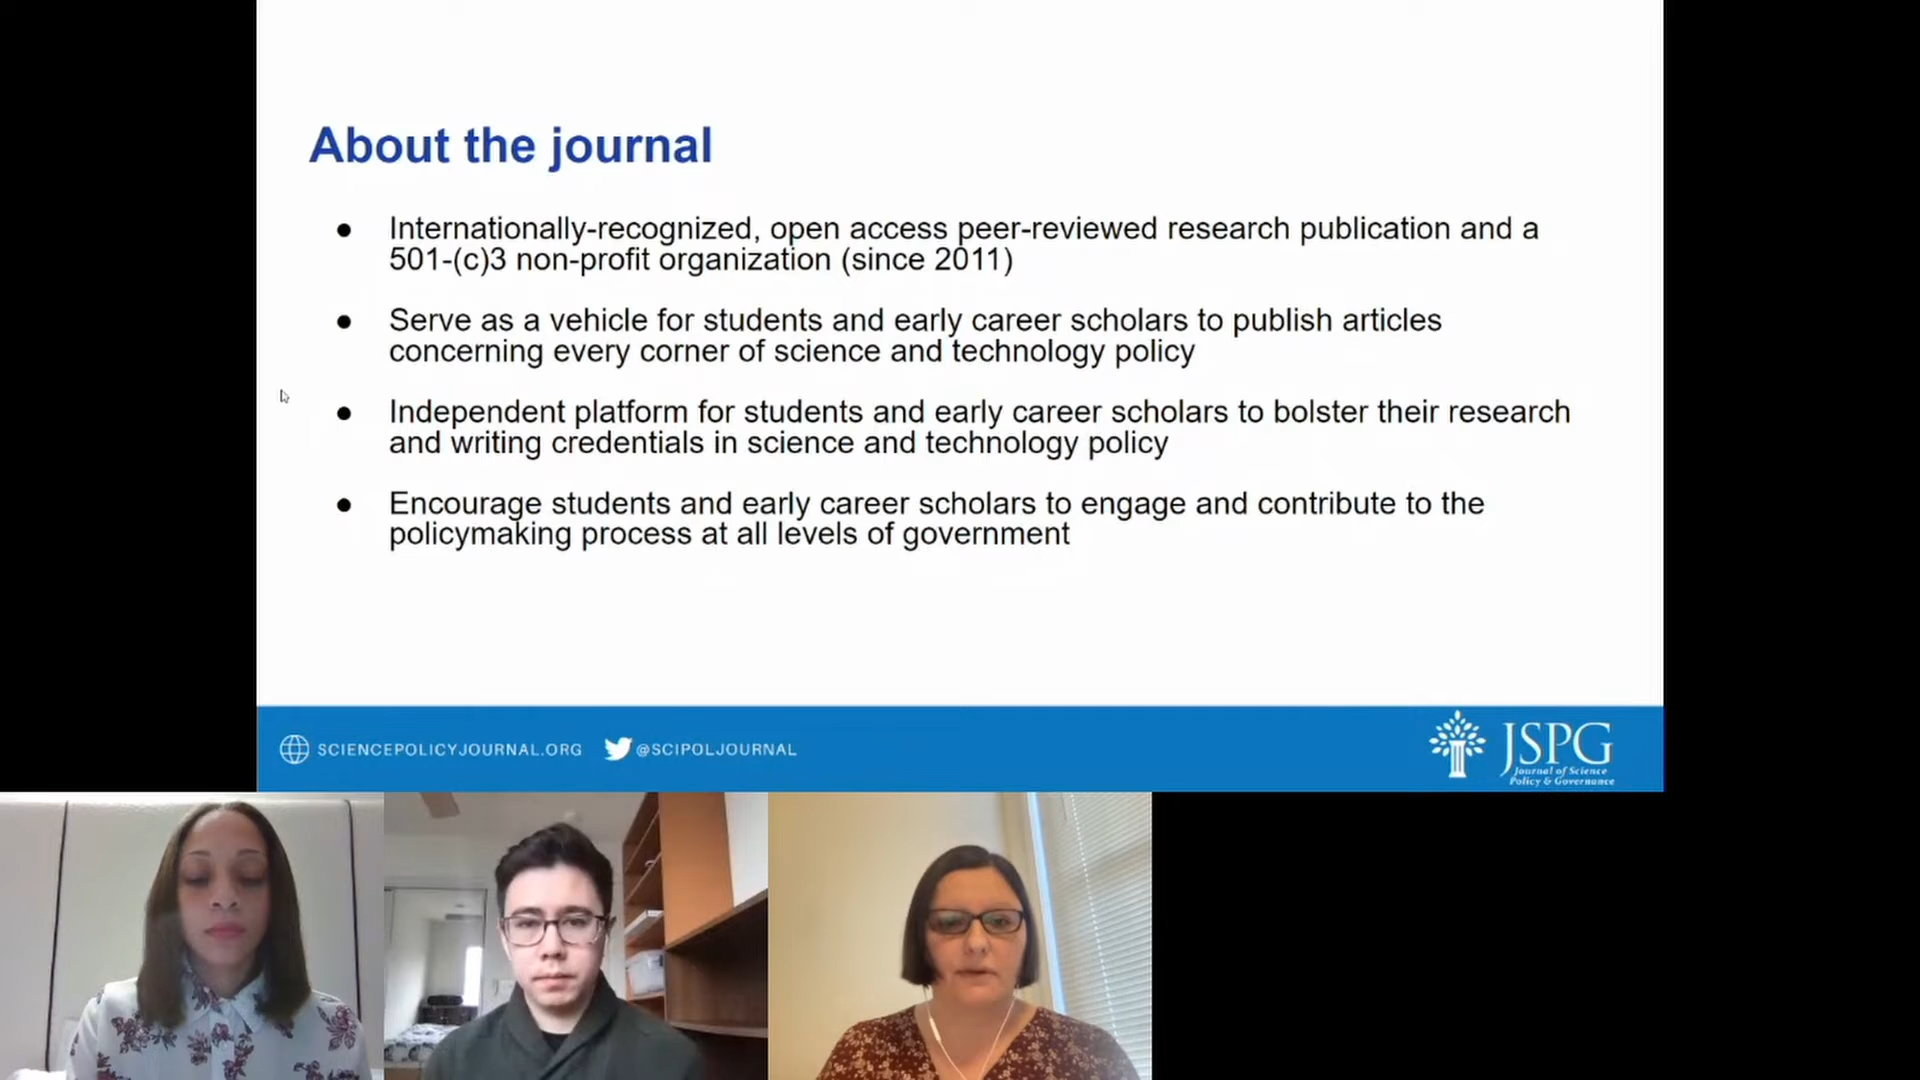 About the journal
● Internationally-recognized, open access peer-reviewed research publication and a
501-(c)3 non-profit organization (since 2011)
● Serve as a vehicle for students and early career scholars to publish articles
concerning every corner of science and technology policy
● Independent platform for students and early career scholars to bolster their research
and writing credentials in science and technology policy
● Encourage students and early career scholars to engage and contribute to the
policymaking process at all levels of government
SCIENCEPOLICYJOURNAL.ORG @SCIPOLJOURNAL
JSPG
Journal of Science
Policy & Governance